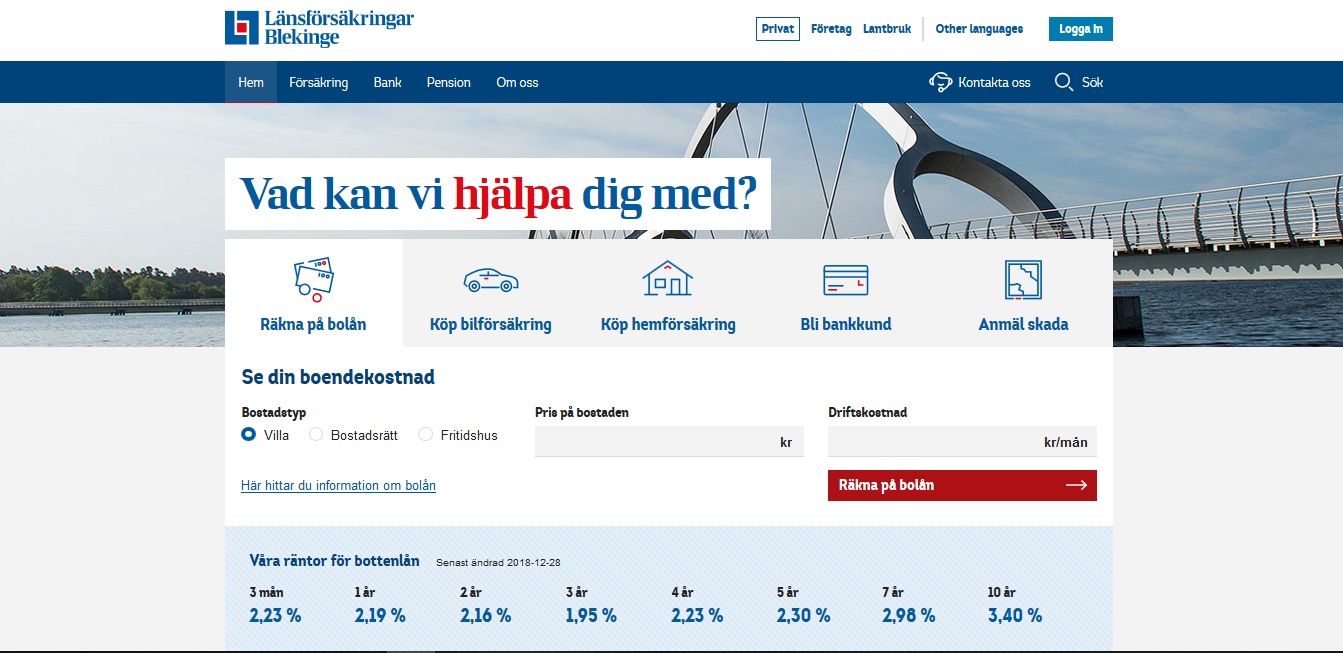 Länsförsäkringar
Blekinge
Privat Företag Lantbruk Other languages Logga in
Hem Försäkring Bank Pension Om oss Kontakta oss Sök
Vad kan vi hjälpa dig med?
100
100
Räkna på bolån Köp bilförsäkring Köp hemförsäkring Bli bankkund Anmäl skada
Se din boendekostnad
Bostadstyp Pris på bostaden Driftskostnad
Villa Bostadsrätt Fritidshus kr kr/mån
Här hittar du information om bolån Räkna på bolån
Våra räntor för bottenlån Senast ändrad 2018-12-28
3 mån 1 år 2 år 3 år 4 år 5 år 7 år 10 år
2,23 % 2,19 % 2,16 % 1,95 % 2,23 % 2,30 % 2,98 % 3,40 %